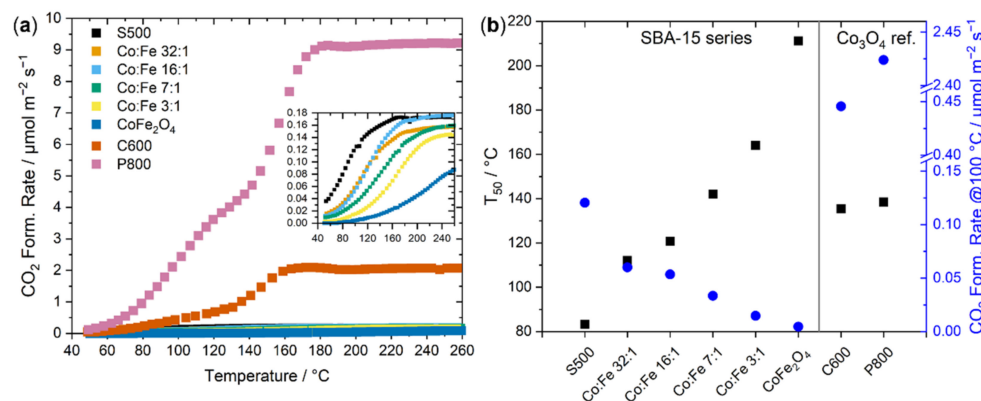 (a)
S500
Co:Fe 32:1
Co:Fe 16:1
Co:Fe 7:1
Co:Fe 3:1
CoFe₂O₄
C600
P800
CO₂ Form. Rate / µmol m⁻² s⁻¹
10
9
8
7
6
5
4
3
2
1
0
0.18
0.16
0.14
0.12
0.10
0.08
0.06
0.04
0.02
0.00
40 80 120 160 200 240
40 60 80 100 120 140 160 180 200 220 240 260
Temperature / °C
(b)
SBA-15 series
Co₃O₄ ref.
T₅₀ / °C
220
200
180
160
140
120
100
80
2.45
2.40
0.45
0.40
0.15
0.10
0.05
0.00
CO₂ Form. Rate @100 °C / µmol m⁻² s⁻¹
S500
Co:Fe 32:1
Co:Fe 16:1
Co:Fe 7:1
Co:Fe 3:1
CoFe₂O₄
C600
P800